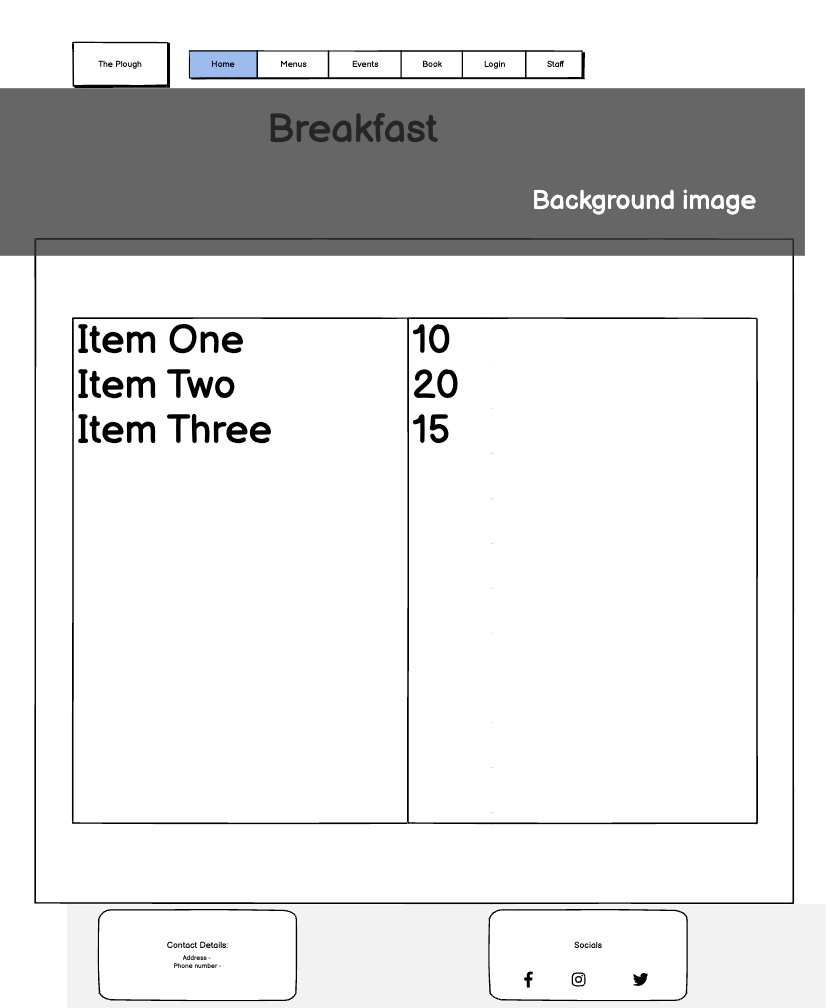 The Plough
Home Menus Events Book Login Staff
Breakfast
Background image
Item One 10
Item Two 20
Item Three 15
Contact Details:
Address -
Phone number -
Socials